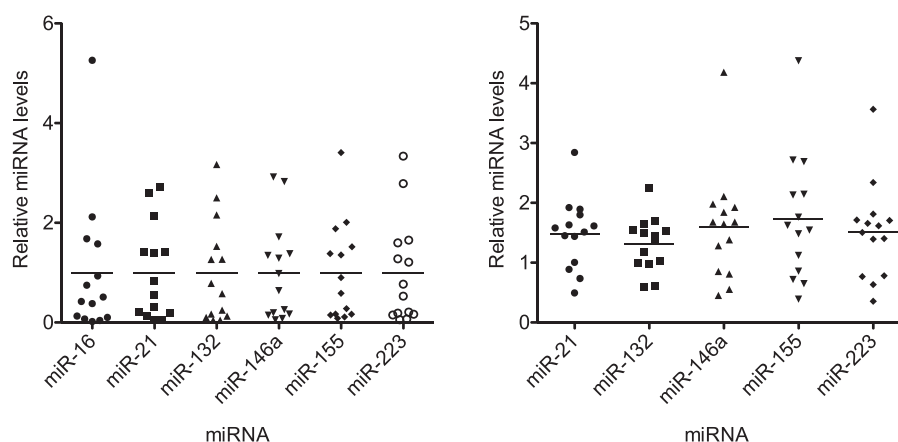 Relative miRNA levels
6
4
2
0
miR-16
miR-21
miR-132
miR-146a
miR-155
miR-223
miRNA
Relative miRNA levels
5
4
3
2
1
0
miR-21
miR-132
miR-146a
miR-155
miR-223
miRNA